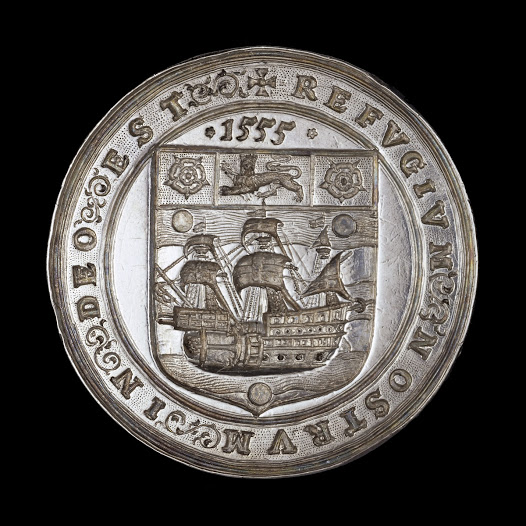 REFVGIVM NOSTRVM IN DEO EST
1555